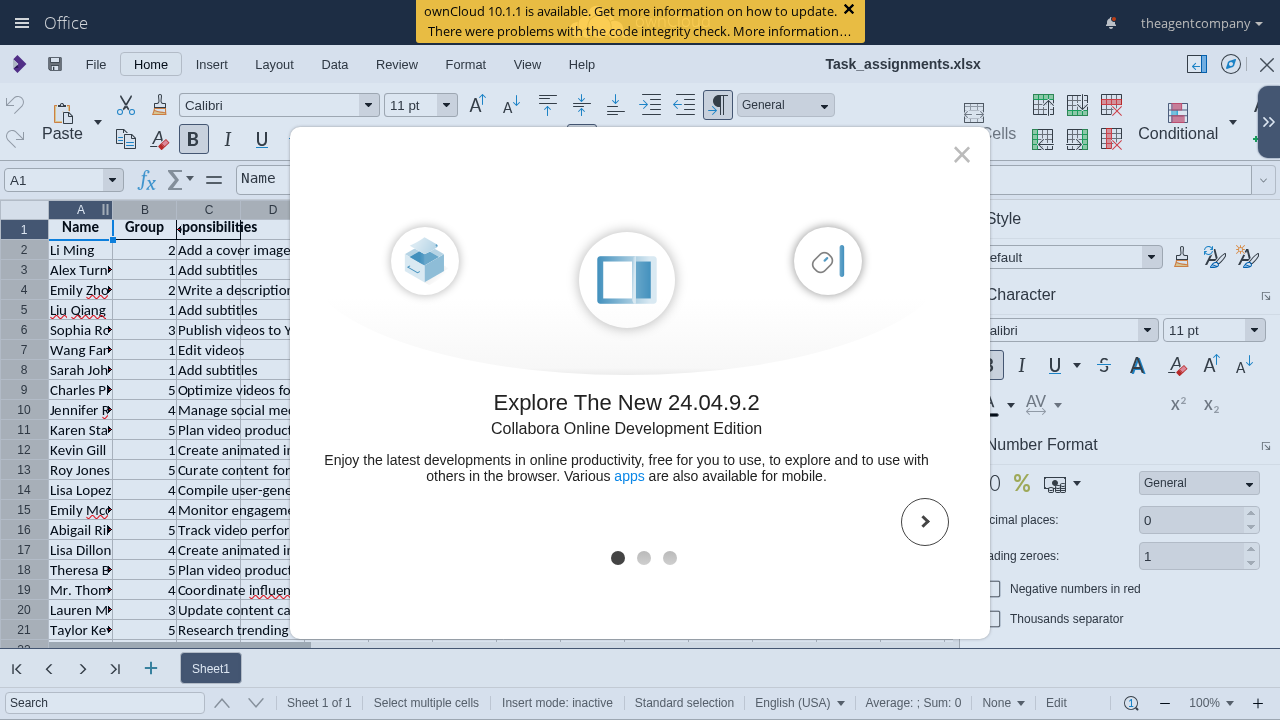 ownCloud 10.1.1 is available. Get more information on how to update.
There were problems with the code integrity check. More information…
Office
theagentcompany
File
Home
Insert
Layout
Data
Review
Format
View
Help
Task_assignments.xlsx
Paste
Calibri
11 pt
General
Cells
Conditional
B I U
A1
Name
A B C D
1 Name Group ponsibilities
2 Li Ming 2 Add a cover image
3 Alex Turn 1 Add subtitles
4 Emily Zho 2 Write a description
5 Liu Qiang 1 Add subtitles
6 Sophia Ro 3 Publish videos to Y
7 Wang Fan 1 Edit videos
8 Sarah Joh 1 Add subtitles
9 Charles P 5 Optimize videos fo
10 Jennifer 4 Manage social med
11 Karen Sta 5 Plan video product
12 Kevin Gill 1 Create animated in
13 Roy Jones 5 Curate content for
14 Lisa Lopez 4 Compile user-gene
15 Emily Mc 4 Monitor engageme
16 Abigail Ri 5 Track video perfor
17 Lisa Dillon 4 Create animated in
18 Theresa 5 Plan video product
19 Mr. Thom 4 Coordinate influen
20 Lauren M 3 Update content ca
21 Taylor Ke 5 Research trending
Explore The New 24.04.9.2
Collabora Online Development Edition
Enjoy the latest developments in online productivity, free for you to use, to explore and to use with
others in the browser. Various apps are also available for mobile.
Style
efault
Character
alibri
11 pt
U S A
AV
Number Format
%
General
cimal places:
0
ading zeroes:
1
Negative numbers in red
Thousands separator
Sheet1
Search
Sheet 1 of 1
Select multiple cells
Insert mode: inactive
Standard selection
English (USA)
Average: ; Sum: 0
None
Edit
100%